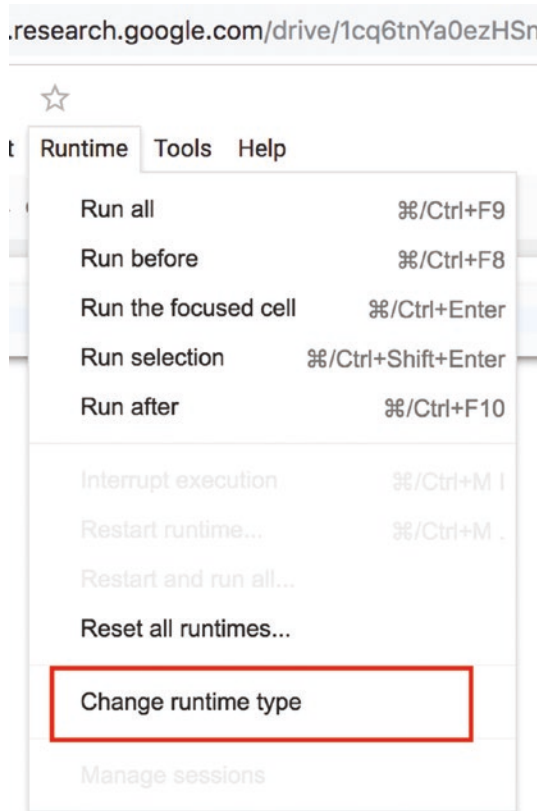 .research.google.com/drive/1cq6tnYa0ezHSn
t Runtime Tools Help
Run all ⌘/Ctrl+F9
Run before ⌘/Ctrl+F8
Run the focused cell ⌘/Ctrl+Enter
Run selection ⌘/Ctrl+Shift+Enter
Run after ⌘/Ctrl+F10
Interrupt execution ⌘/Ctrl+M I
Restart runtime... ⌘/Ctrl+M .
Restart and run all...
Reset all runtimes...
Change runtime type
Manage sessions